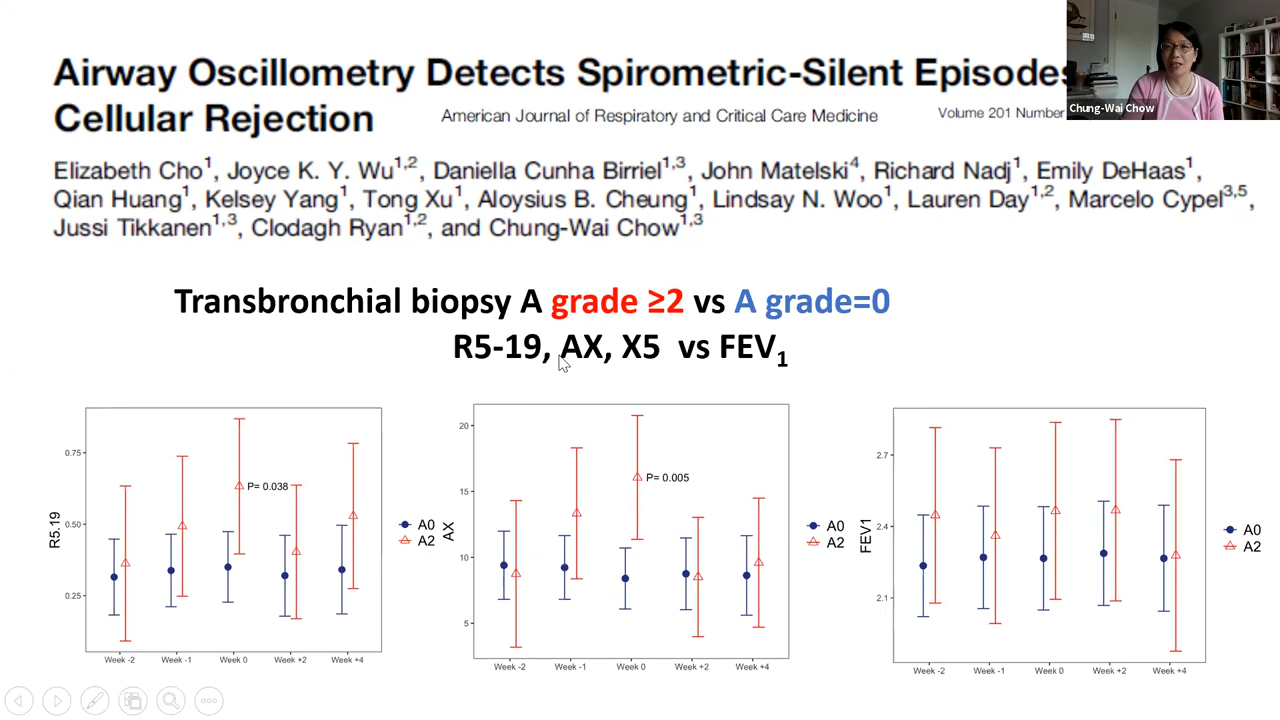 Airway Oscillometry Detects Spirometric-Silent Episodes
Cellular Rejection
American Journal of Respiratory and Critical Care Medicine
Volume 201 Number
Chung-Wai Chow
Elizabeth Cho1, Joyce K. Y. Wu1,2, Daniella Cunha Birriel1,3, John Matelski4, Richard Nadj1, Emily DeHaas1,
Qian Huang1, Kelsey Yang1, Tong Xu1, Aloysius B. Cheung1, Lindsay N. Woo1, Lauren Day1,2, Marcelo Cypel3,5,
Jussi Tikkanen1,3, Clodagh Ryan1,2, and Chung-Wai Chow1,3
Transbronchial biopsy A grade ≥2 vs A grade=0
R5-19, AX, X5 vs FEV1
R5.19
0.75
0.50
0.25
P= 0.038
Week -2 Week -1 Week 0 Week +2 Week +4
A0
A2
AX
20
15
10
5
P= 0.005
Week -2 Week -1 Week 0 Week +2 Week +4
A0
A2
FEV1
2.7
2.4
2.1
Week -2 Week -1 Week 0 Week +2 Week +4
A0
A2